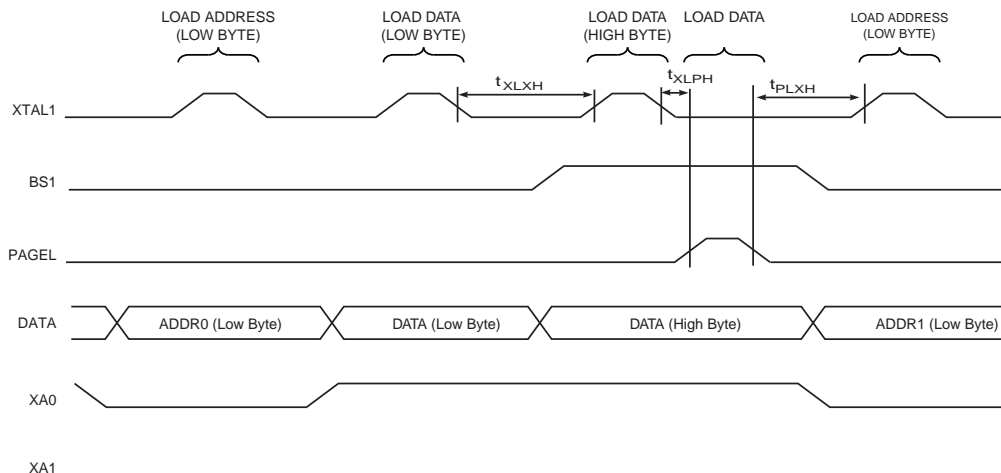 LOAD ADDRESS
(LOW BYTE)
LOAD DATA
(LOW BYTE)
LOAD DATA
(HIGH BYTE)
LOAD DATA
LOAD ADDRESS
(LOW BYTE)
tXLXH
tXLPH
tPLXH
XTAL1
BS1
PAGEL
DATA
ADDR0 (Low Byte)
DATA (Low Byte)
DATA (High Byte)
ADDR1 (Low Byte)
XA0
XA1